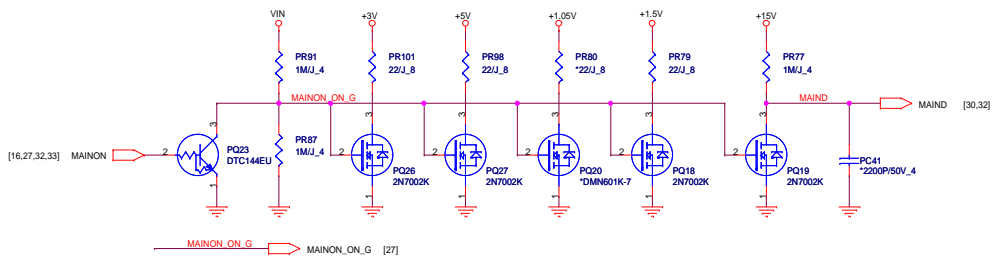 VIN
+3V
+5V
+1.05V
+1.5V
+15V
PR91
1M/J_4
PR101
22/J_8
PR98
22/J_8
PR80
*22/J_8
PR79
22/J_8
PR77
1M/J_4
MAINON_ON_G
MAIND
MAIND [30,32]
3
3
3
3
3
3
[16,27,32,33] MAINON
2
PQ23
DTC144EU
PR87
1M/J_4
2
2
2
2
2
PC41
*2200P/50V_4
PQ26
2N7002K
PQ27
2N7002K
PQ20
*DMN601K-7
PQ18
2N7002K
PQ19
2N7002K
1
1
1
1
1
1
MAINON_ON_G
MAINON_ON_G [27]